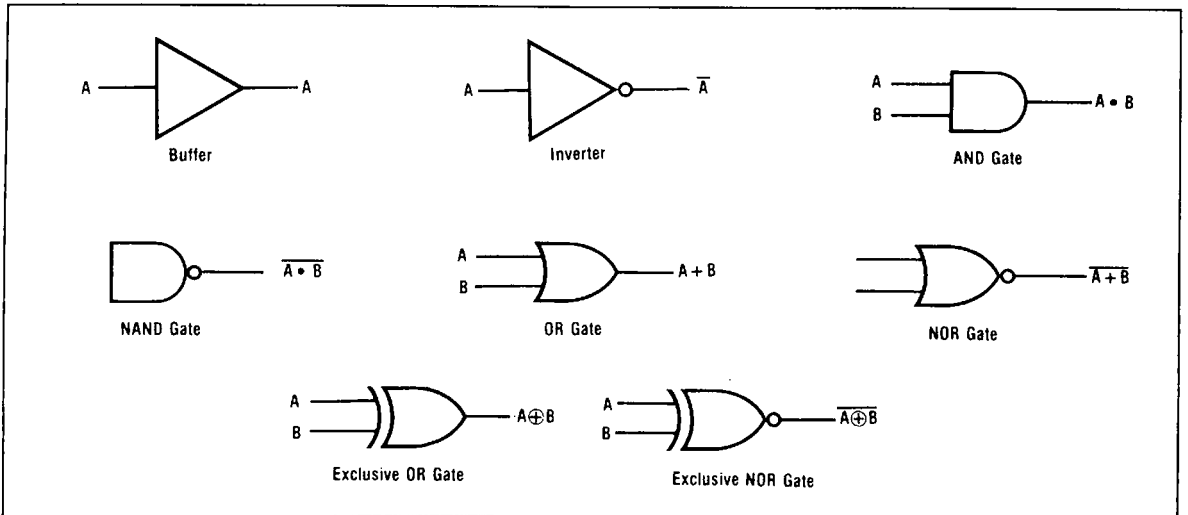 A A
Buffer
A A̅
Inverter
A
B
A • B
AND Gate
A̅ ̅•̅ ̅B̅
NAND Gate
A
B
A + B
OR Gate
A̅ ̅+̅ ̅B̅
NOR Gate
A
B
A⊕B
Exclusive OR Gate
A
B
A̅⊕̅B̅
Exclusive NOR Gate